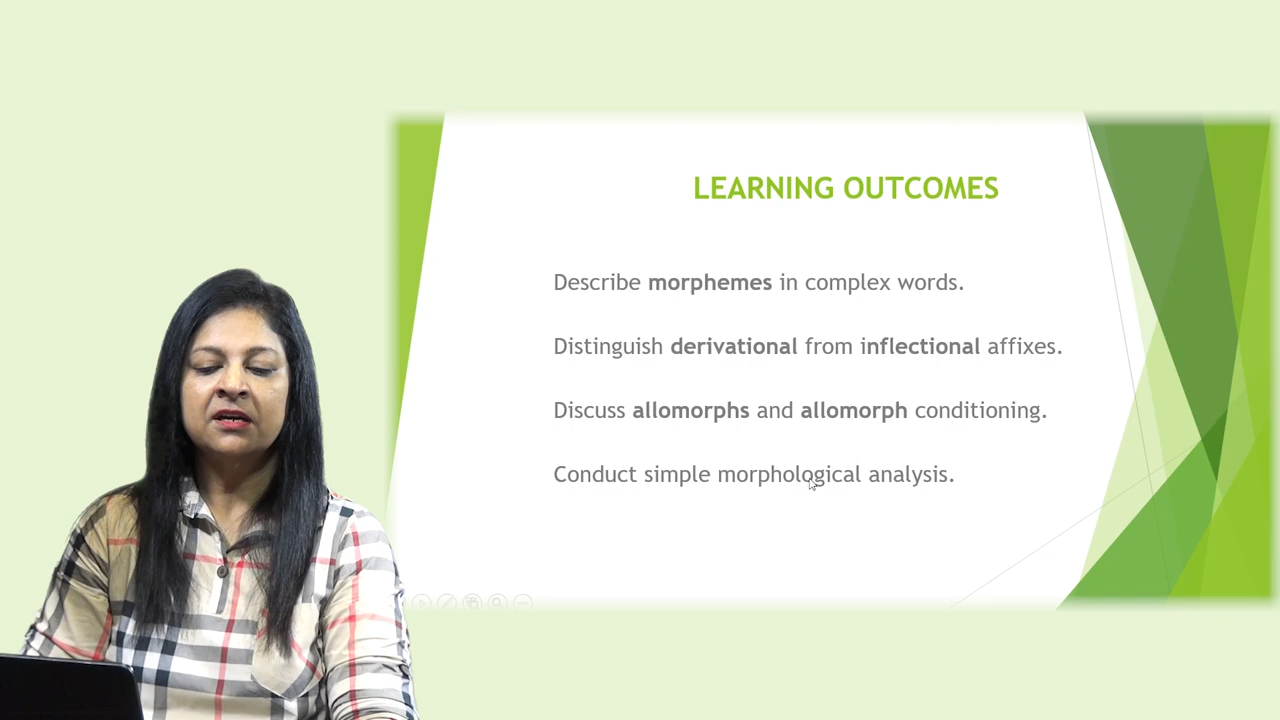 LEARNING OUTCOMES
Describe morphemes in complex words.
Distinguish derivational from inflectional affixes.
Discuss allomorphs and allomorph conditioning.
Conduct simple morphological analysis.